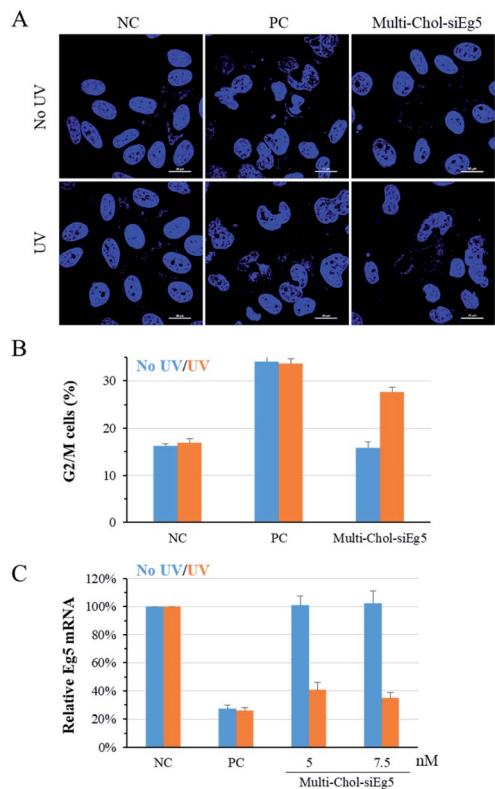 A
NC PC Multi-Chol-siEg5
No UV
UV
B
No UV/UV
G2/M cells (%)
30
20
10
0
NC PC Multi-Chol-siEg5
C
No UV/UV
Relative Eg5 mRNA
120%
100%
80%
60%
40%
20%
0%
NC PC 5 7.5 nM
Multi-Chol-siEg5